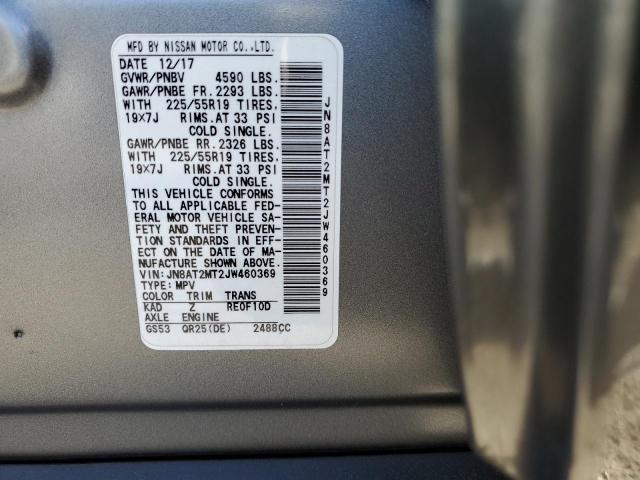 MFD BY NISSAN MOTOR CO.,LTD.
DATE 12/17
GVWR/PNBV 4590 LBS.
GAWR/PNBE FR. 2293 LBS.
WITH 225/55R19 TIRES.
19×7J RIMS.AT 33 PSI
COLD SINGLE.
GAWR/PNBE RR. 2326 LBS.
WITH 225/55R19 TIRES.
19×7J RIMS.AT 33 PSI
COLD SINGLE.
THIS VEHICLE CONFORMS
TO ALL APPLICABLE FED-
ERAL MOTOR VEHICLE SA-
FETY AND THEFT PREVEN-
TION STANDARDS IN EFF-
ECT ON THE DATE OF MA-
NUFACTURE SHOWN ABOVE.
VIN: JN8AT2MT2JW460369
TYPE: MPV
COLOR TRIM TRANS
KAD Z RE0F10D
AXLE ENGINE
GS53 QR25(DE) 2488CC
JN8AT2MT2JW460369